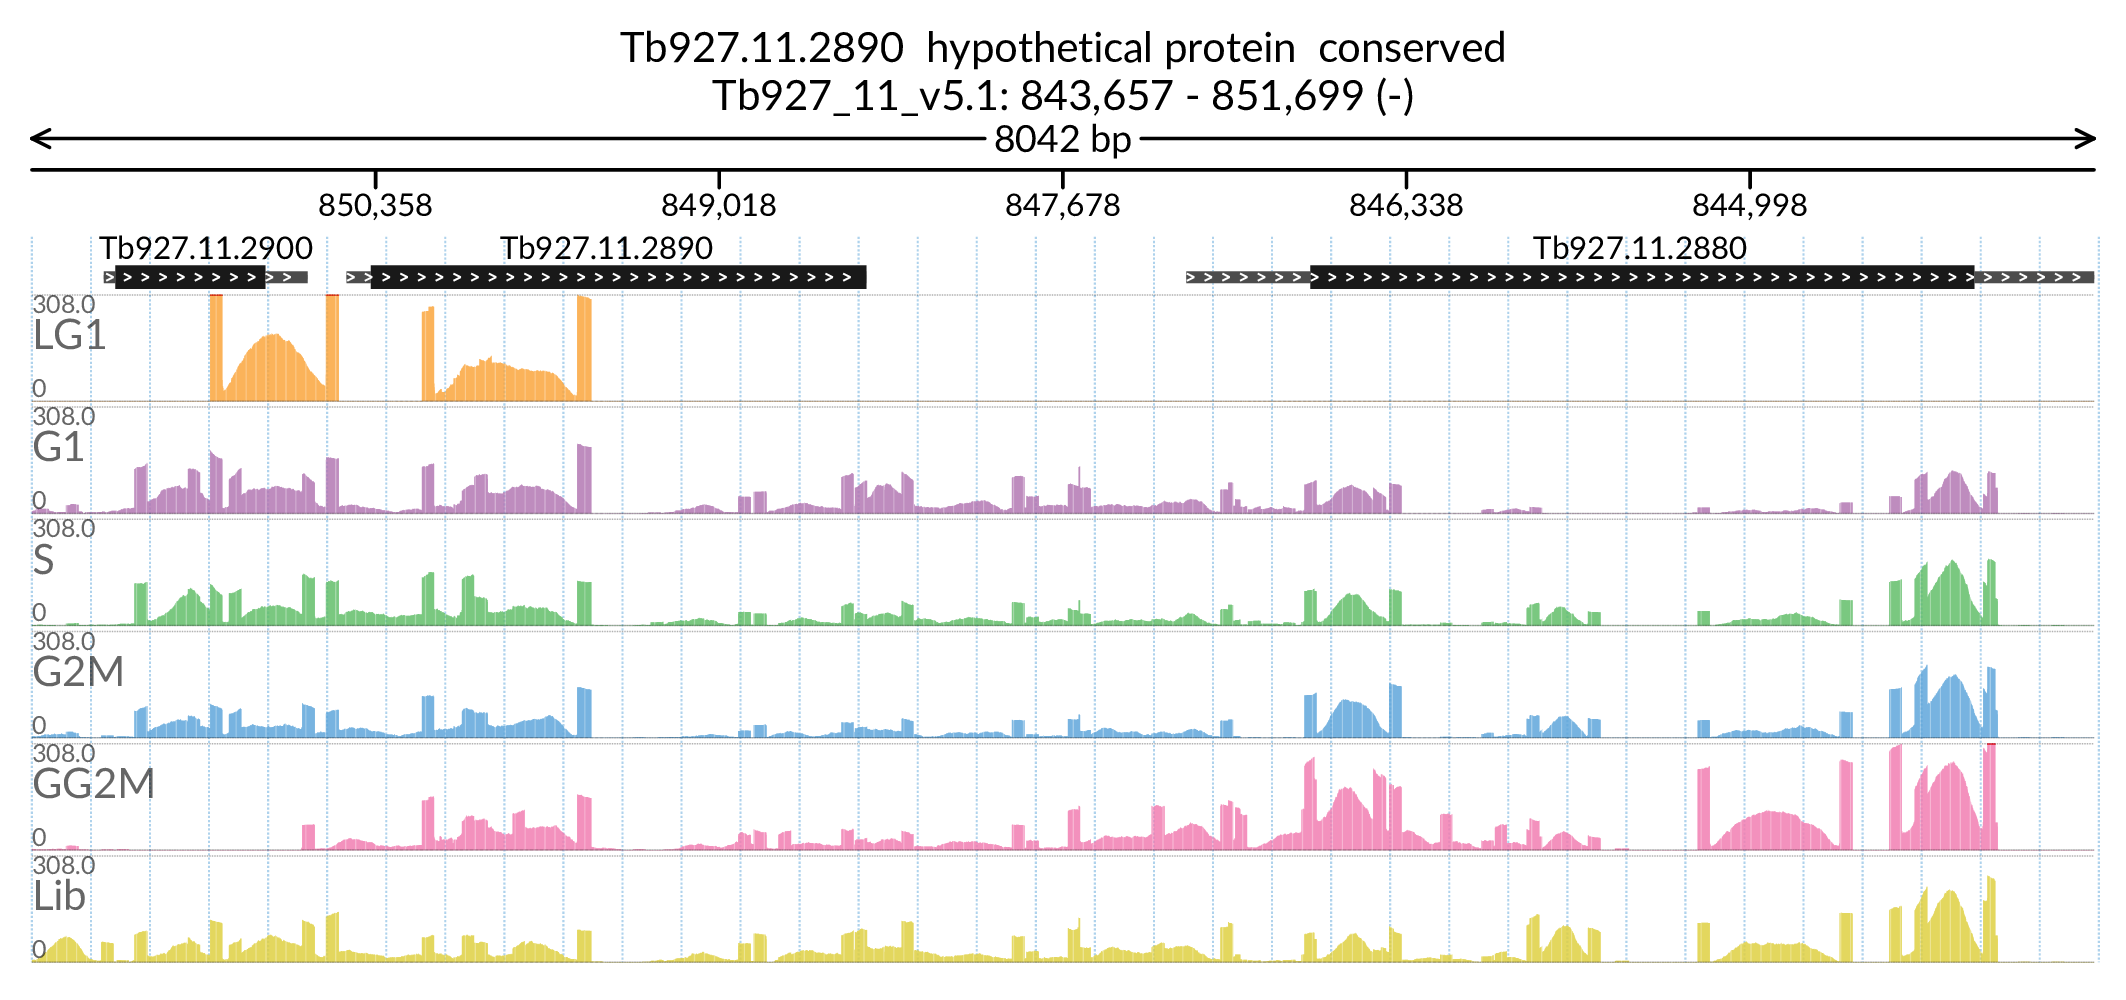 Tb927.11.2890 hypothetical protein conserved
Tb927_11_v5.1: 843,657 - 851,699 (-)
8042 bp
850,358 849,018 847,678 846,338 844,998
Tb927.11.2900 Tb927.11.2890 Tb927.11.2880
308.0
LG1
0
308.0
G1
0
308.0
S
0
308.0
G2M
0
308.0
GG2M
0
308.0
Lib
0